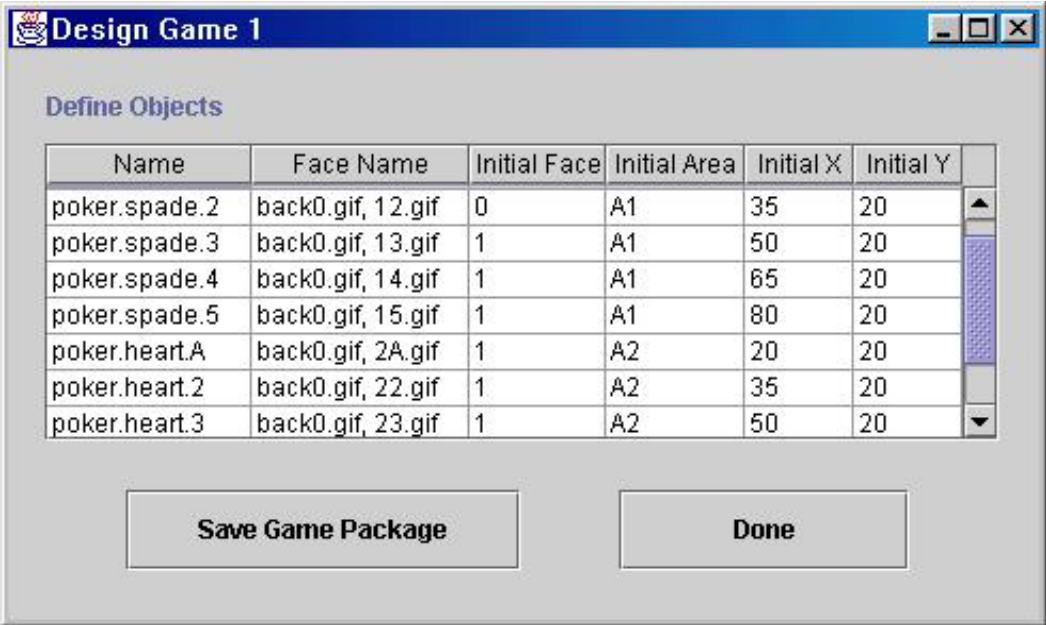 Design Game 1
Define Objects
Name Face Name Initial Face Initial Area Initial X Initial Y
poker.spade.2 back0.gif, 12.gif 0 A1 35 20
poker.spade.3 back0.gif, 13.gif 1 A1 50 20
poker.spade.4 back0.gif, 14.gif 1 A1 65 20
poker.spade.5 back0.gif, 15.gif 1 A1 80 20
poker.heart.A back0.gif, 2A.gif 1 A2 20 20
poker.heart.2 back0.gif, 22.gif 1 A2 35 20
poker.heart.3 back0.gif, 23.gif 1 A2 50 20
Save Game Package Done